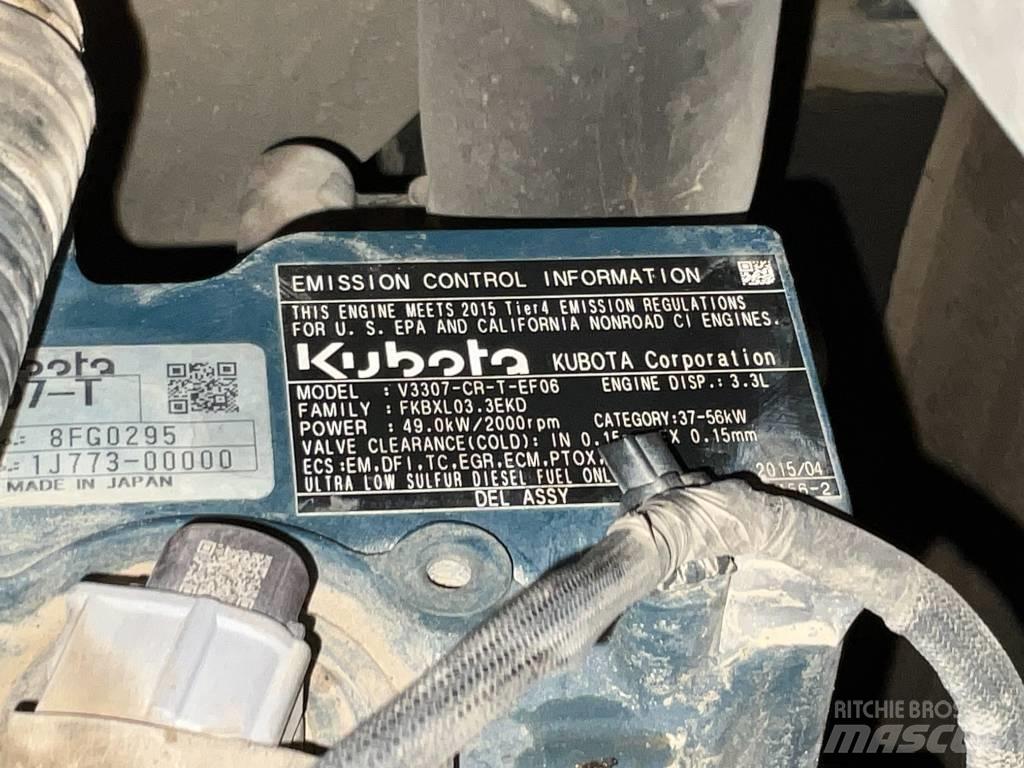 EMISSION CONTROL INFORMATION
THIS ENGINE MEETS 2015 Tier4 EMISSION REGULATIONS
FOR U. S. EPA AND CALIFORNIA NONROAD CI ENGINES.
Kubota KUBOTA Corporation
MODEL : V3307-CR-T-EF06 ENGINE DISP.: 3.3L
FAMILY : FKBXL03.3EKD
POWER : 49.0kW/2000rpm CATEGORY:37-56kW
VALVE CLEARANCE(COLD): IN 0.15 X 0.15mm
ECS:EM,DFI,TC,EGR,ECM,PTOX,
ULTRA LOW SULFUR DIESEL FUEL 2015/04
DEL ASSY 66-2
Kubota
7-T
8FG0295
1J773-00000
MADE IN JAPAN
RITCHIE BROS
MASCUS